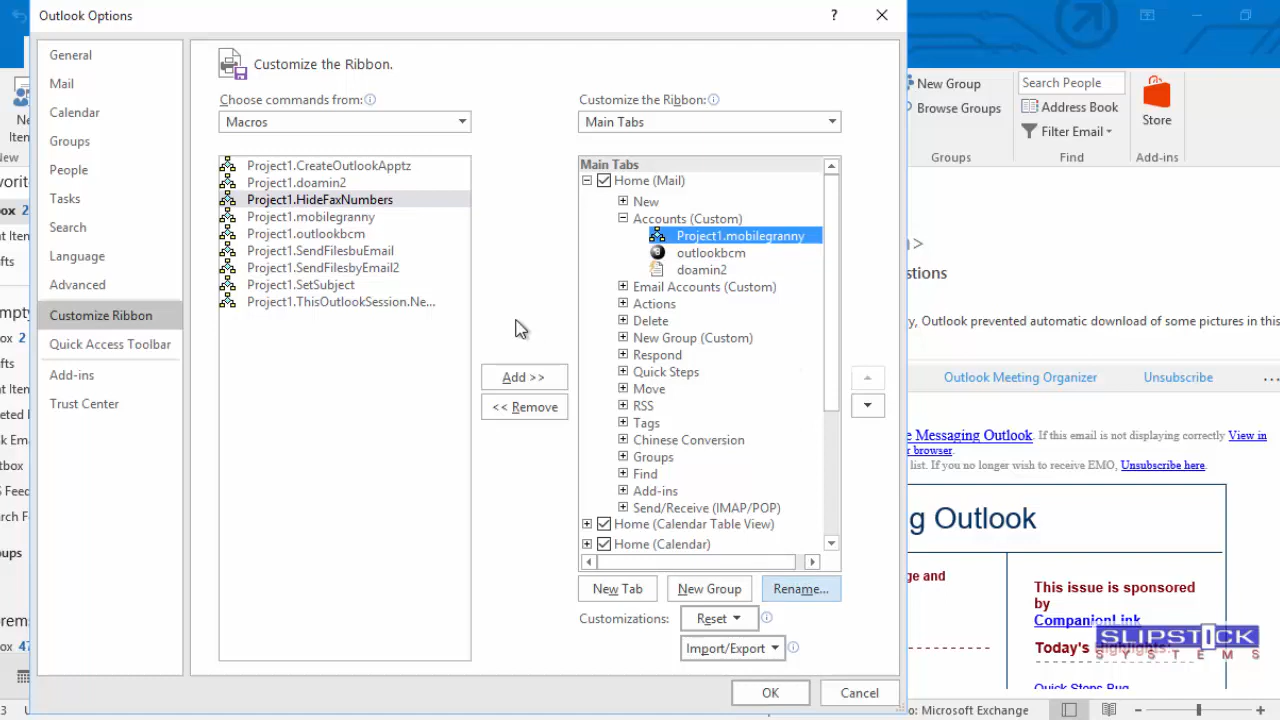 Outlook Options
?
General
Mail
Calendar
Groups
People
Tasks
Search
Language
Advanced
Customize Ribbon
Quick Access Toolbar
Add-ins
Trust Center
Customize the Ribbon.
Choose commands from:
Macros
Project1.CreateOutlookApptz
Project1.doamin2
Project1.HideFaxNumbers
Project1.mobilegranny
Project1.outlookbcm
Project1.SendFilesbuEmail
Project1.SendFilesbyEmail2
Project1.SetSubject
Project1.ThisOutlookSession.Ne...
Add >>
<< Remove
Customize the Ribbon:
Main Tabs
Main Tabs
Home (Mail)
New
Accounts (Custom)
Project1.mobilegranny
outlookbcm
doamin2
Email Accounts (Custom)
Actions
Delete
New Group (Custom)
Respond
Quick Steps
Move
RSS
Tags
Chinese Conversion
Groups
Find
Add-ins
Send/Receive (IMAP/POP)
Home (Calendar Table View)
Home (Calendar)
New Tab
New Group
Rename...
Customizations:
Reset
Import/Export
OK
Cancel
New Group
Browse Groups
Groups
Search People
Address Book
Filter Email
Find
Store
Add-ins
>
stions
y, Outlook prevented automatic download of some pictures in this
Outlook Meeting Organizer
Unsubscribe
...
e Messaging Outlook. If this email is not displaying correctly View in
r browser.
list. If you no longer wish to receive EMO, Unsubscribe here.
g Outlook
ge and
This issue is sponsored
by
CompanionLink
Today's
Quick Steps Bug
SLIPSTICK
SYSTEMS
o: Microsoft Exchange